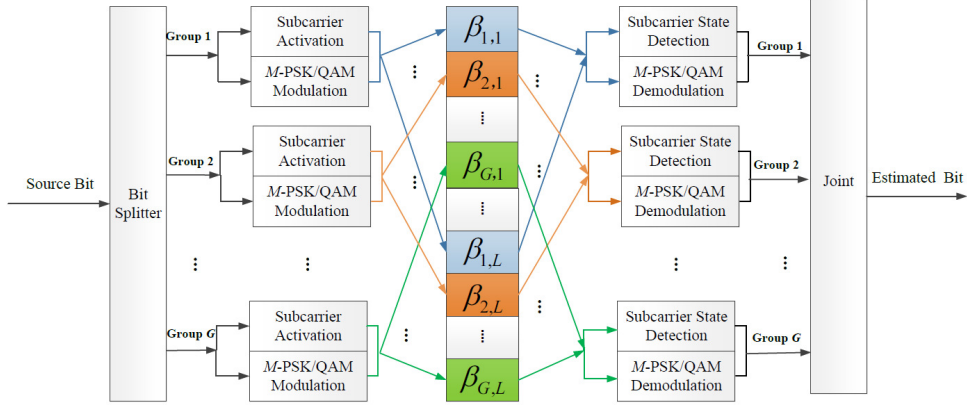 Source Bit
Bit
Splitter
Group 1
Subcarrier
Activation
M-PSK/QAM
Modulation
Group 2
Subcarrier
Activation
M-PSK/QAM
Modulation
⋮
⋮
Group G
Subcarrier
Activation
M-PSK/QAM
Modulation
⋮
⋮
⋮
β1,1
β2,1
⋮
βG,1
⋮
β1,L
β2,L
⋮
βG,L
⋮
⋮
⋮
Subcarrier State
Detection
M-PSK/QAM
Demodulation
Group 1
Subcarrier State
Detection
M-PSK/QAM
Demodulation
Group 2
⋮
⋮
Subcarrier State
Detection
M-PSK/QAM
Demodulation
Group G
Joint
Estimated Bit